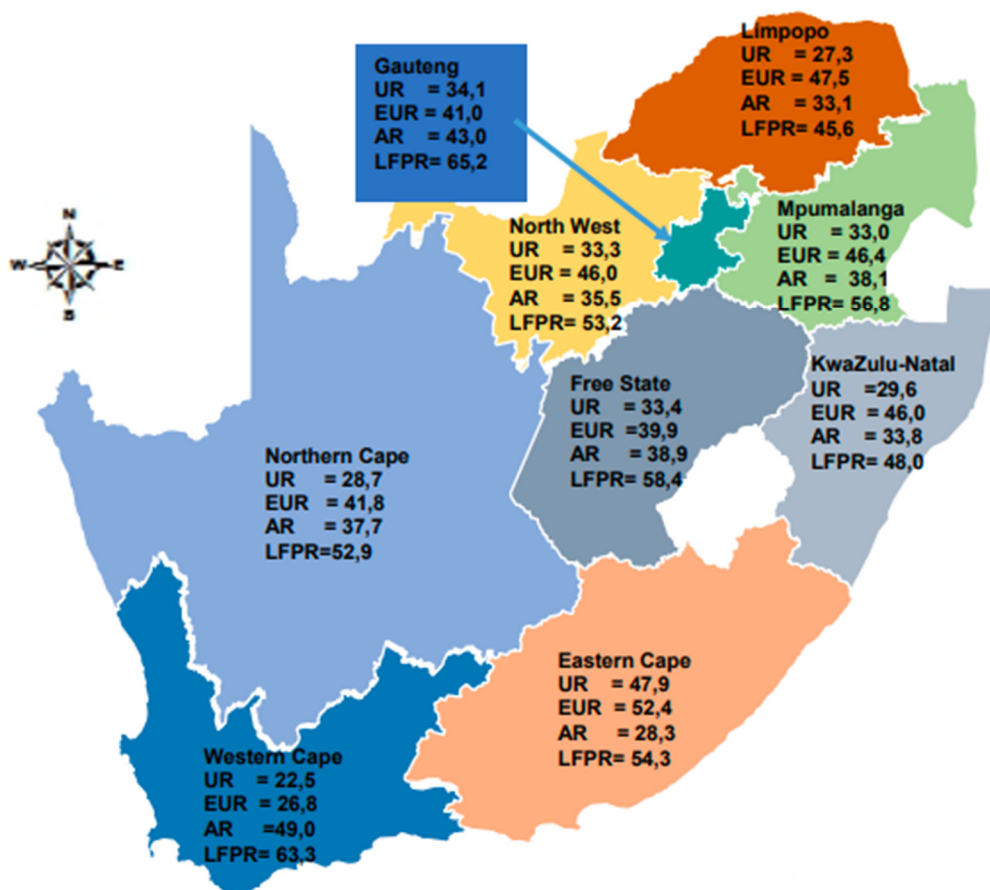 Limpopo
UR = 27,3
EUR = 47,5
AR = 33,1
LFPR= 45,6
Gauteng
UR = 34,1
EUR = 41,0
AR = 43,0
LFPR= 65,2
N
W
E
S
North West
UR = 33,3
EUR = 46,0
AR = 35,5
LFPR= 53,2
Mpumalanga
UR = 33,0
EUR = 46,4
AR = 38,1
LFPR= 56,8
Free State
UR = 33,4
EUR =39,9
AR = 38,9
LFPR= 58,4
KwaZulu-Natal
UR =29,6
EUR = 46,0
AR = 33,8
LFPR= 48,0
Northern Cape
UR = 28,7
EUR = 41,8
AR = 37,7
LFPR=52,9
Eastern Cape
UR = 47,9
EUR = 52,4
AR = 28,3
LFPR= 54,3
Western Cape
UR = 22,5
EUR = 26,8
AR =49,0
LFPR= 63,3